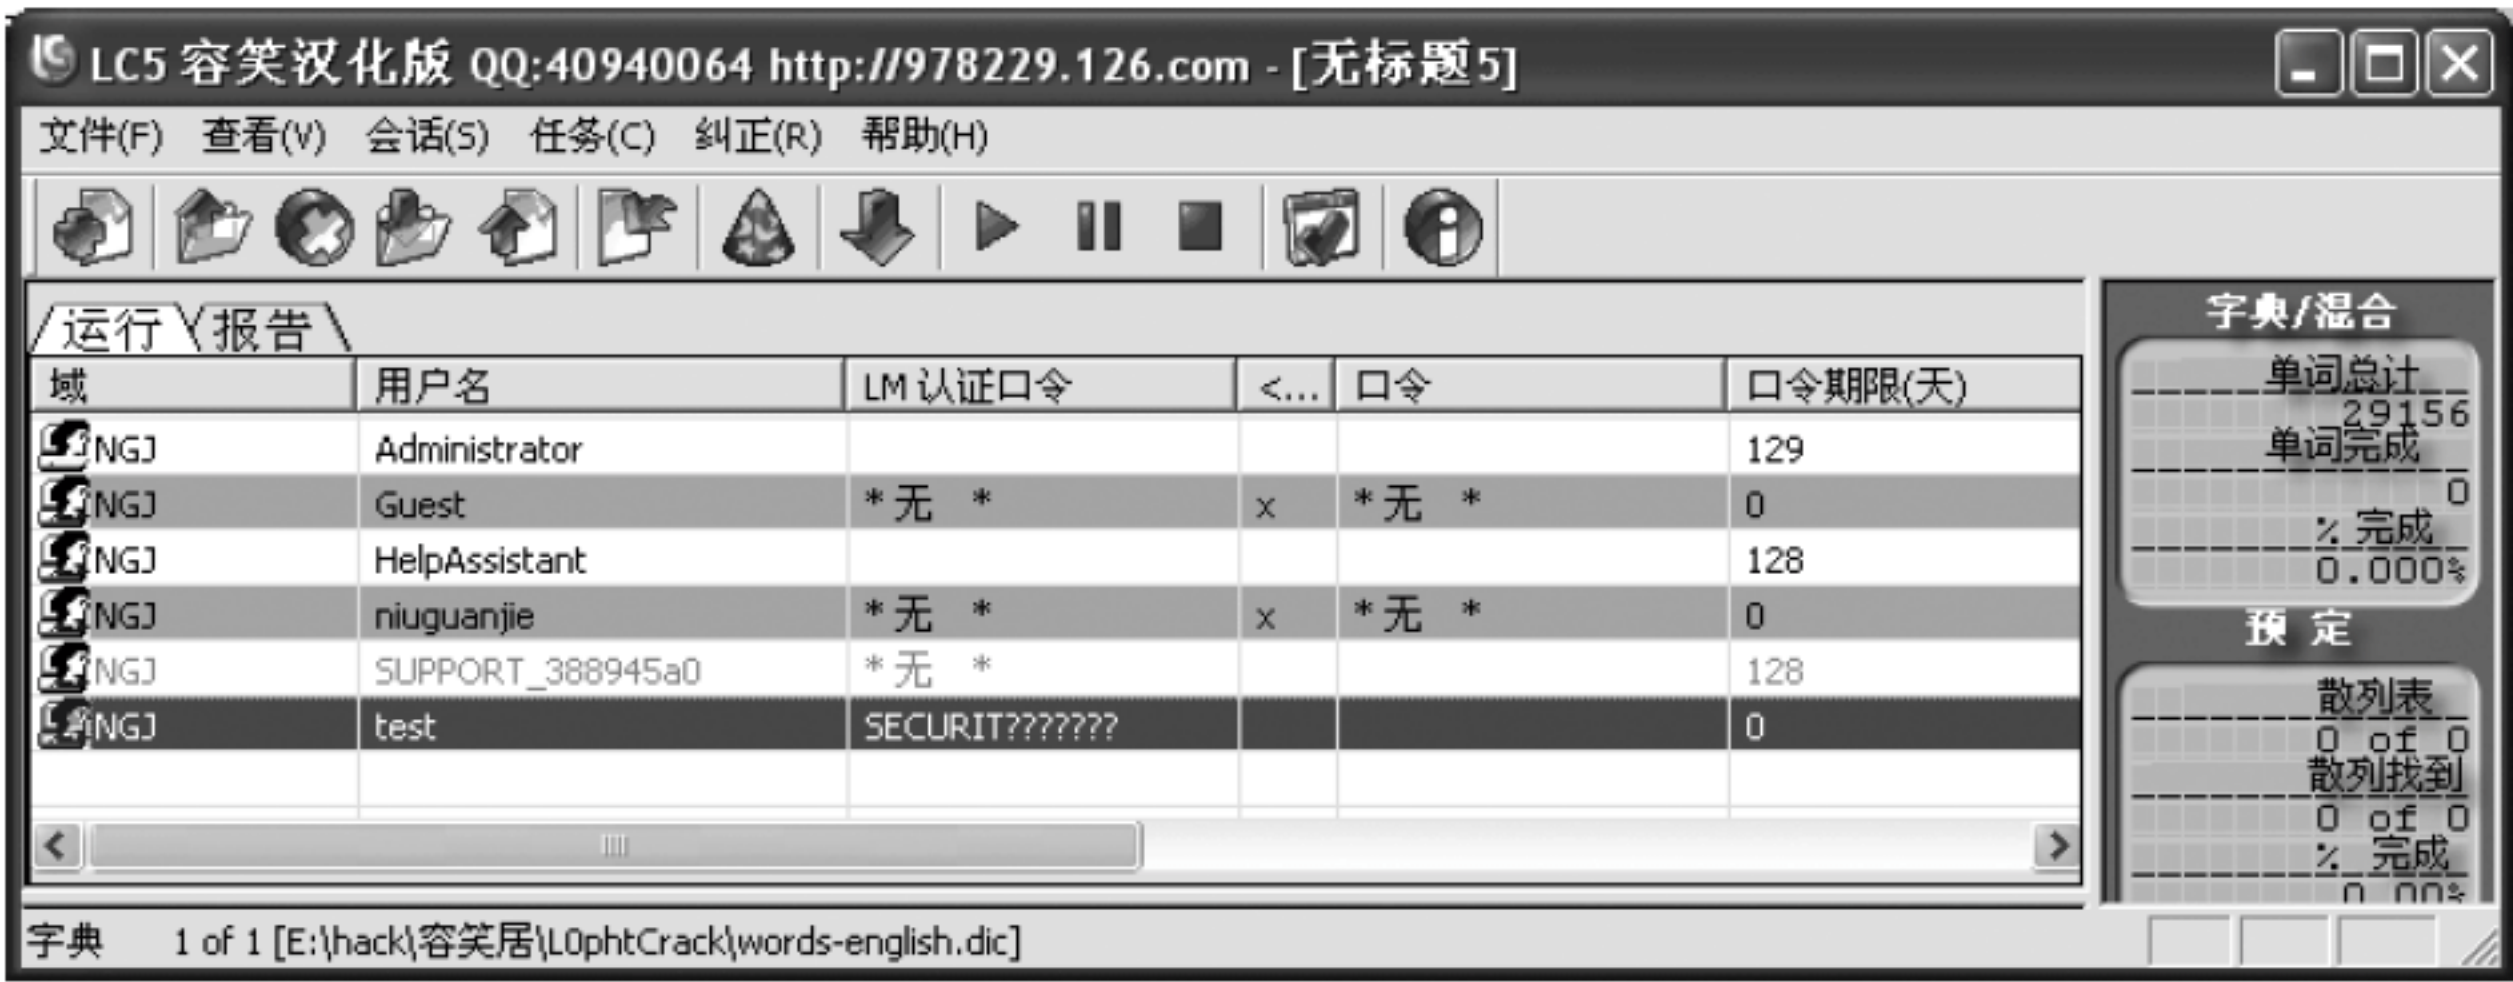 LC5 容笑汉化版 QQ:40940064 http://978229.126.com - [无标题5]
文件(F) 查看(V) 会话(S) 任务(C) 纠正(R) 帮助(H)
运行 报告
域 用户名 LM 认证口令 <... 口令 口令期限(天)
NGJ Administrator 129
NGJ Guest * 无 * x * 无 * 0
NGJ HelpAssistant 128
NGJ niuguanjie * 无 * x * 无 * 0
NGJ SUPPORT_388945a0 * 无 * 128
NGJ test SECURIT??????? 0
字典/混合
单词总计
29156
单词完成
0
% 完成
0.000%
预 定
散列表
0 of 0
散列找到
0 of 0
% 完成
0.00%
字典 1 of 1 [E:\hack\容笑居\L0phtCrack\words-english.dic]